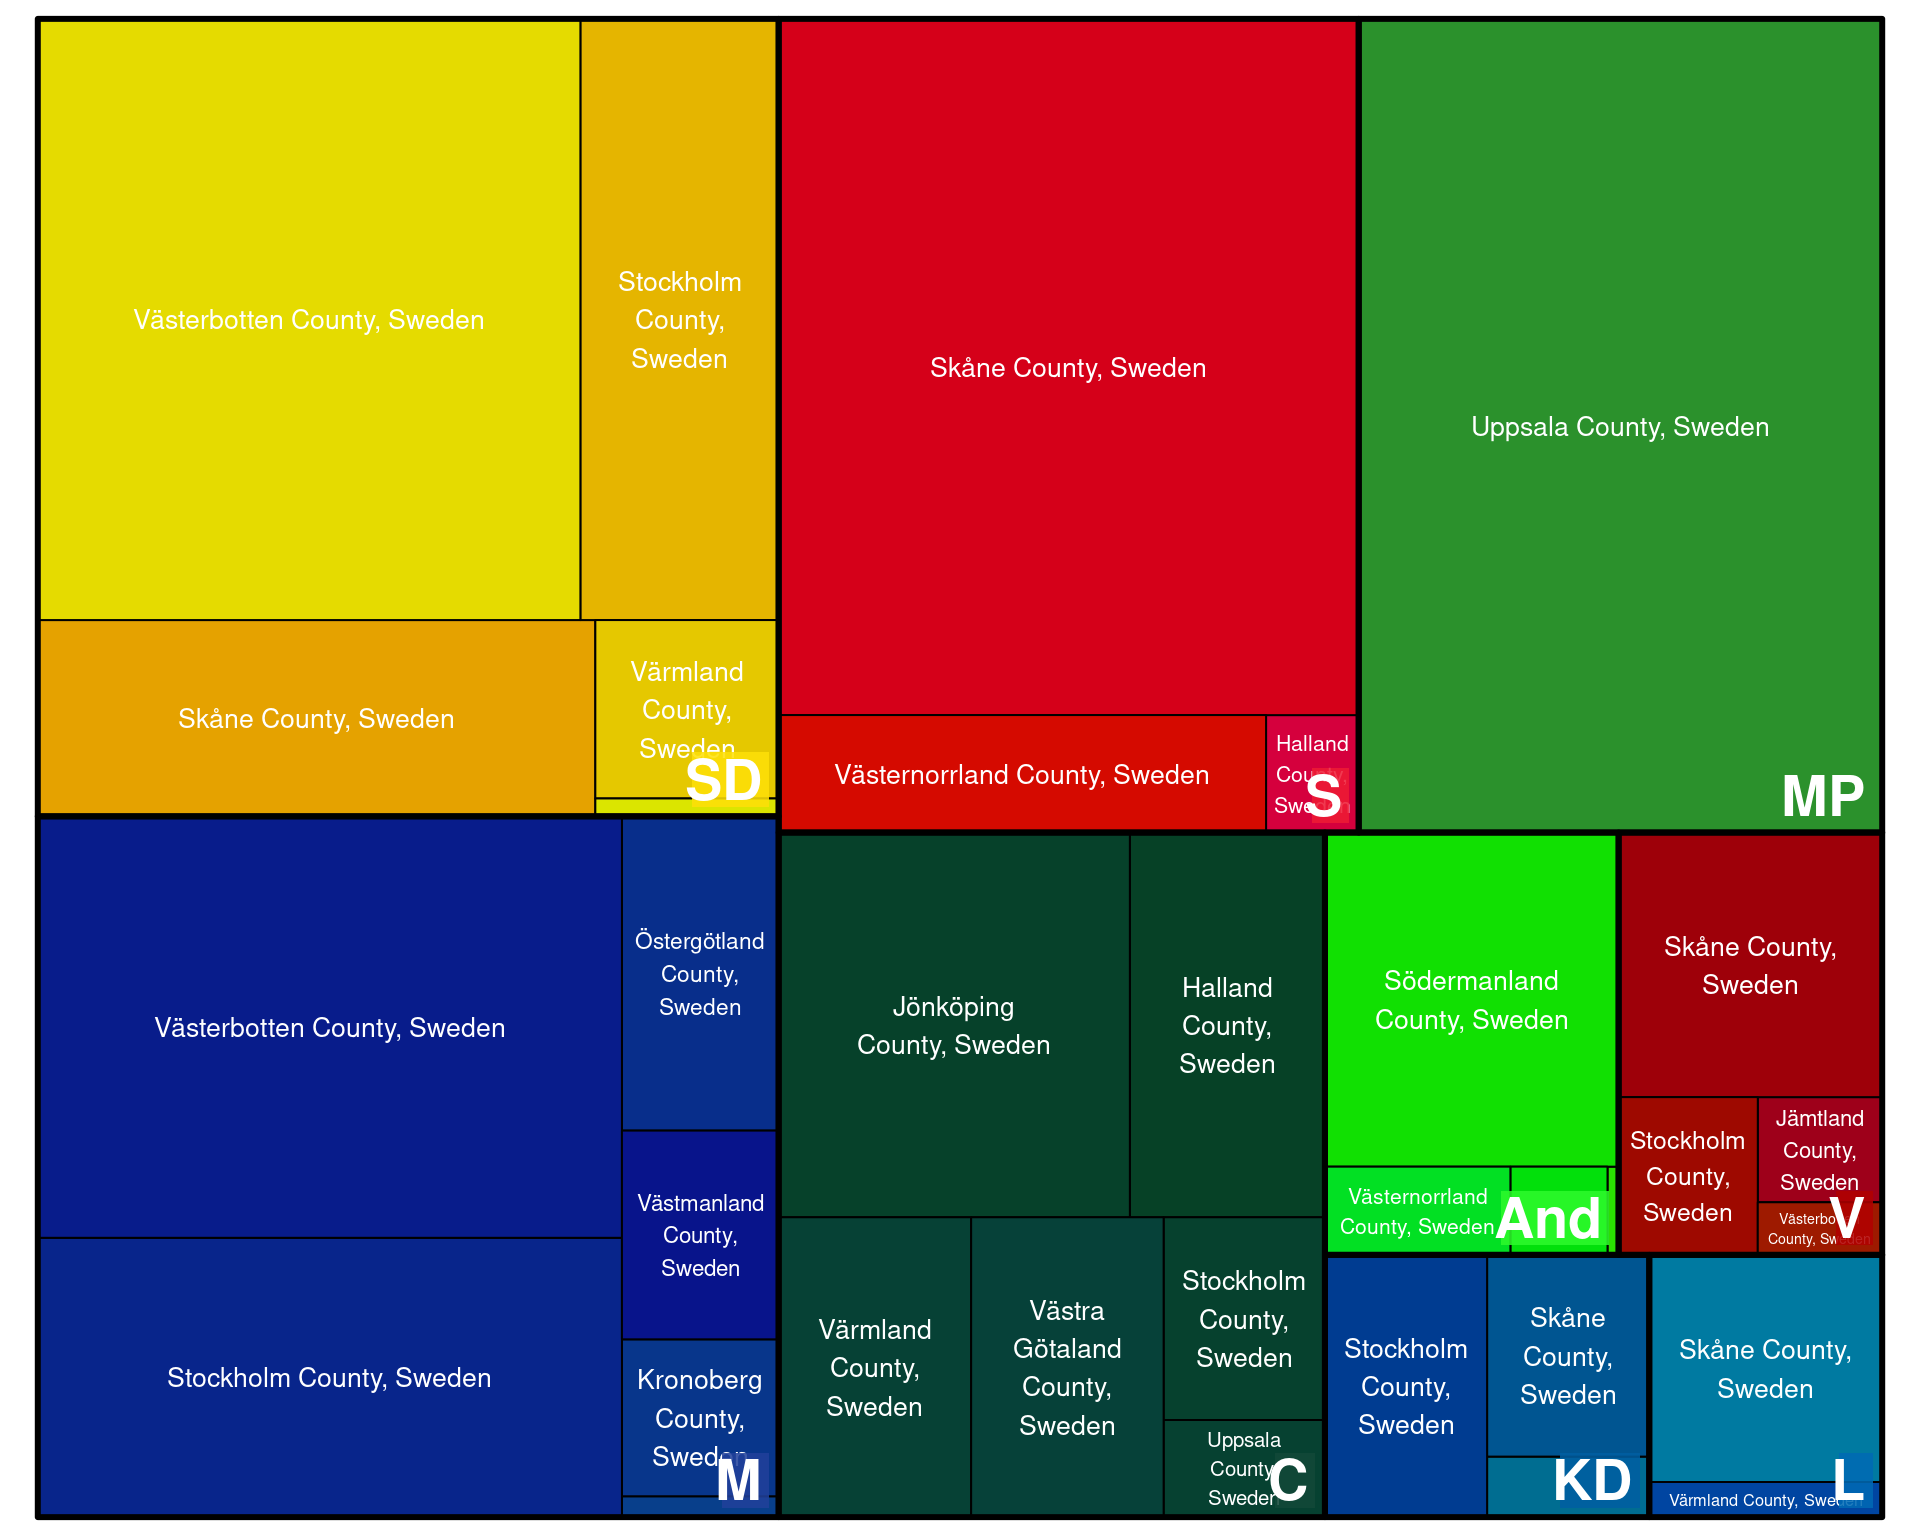 Västerbotten County, Sweden
Stockholm
County,
Sweden
Skåne County, Sweden
Värmland
County,
Sweden
SD
Skåne County, Sweden
Västernorrland County, Sweden
Halland
County,
Sweden
S
Uppsala County, Sweden
MP
Västerbotten County, Sweden
Östergötland
County,
Sweden
Västmanland
County,
Sweden
Stockholm County, Sweden
Kronoberg
County,
Sweden
M
Jönköping
County, Sweden
Halland
County,
Sweden
Värmland
County,
Sweden
Västra
Götaland
County,
Sweden
Stockholm
County,
Sweden
Uppsala
County,
Sweden
C
Södermanland
County, Sweden
Västernorrland
County, Sweden
And
Skåne County,
Sweden
Stockholm
County,
Sweden
Jämtland
County,
Sweden
Västerbotten
County, Sweden
V
Stockholm
County,
Sweden
Skåne
County,
Sweden
KD
Skåne County,
Sweden
Värmland County, Sweden
L